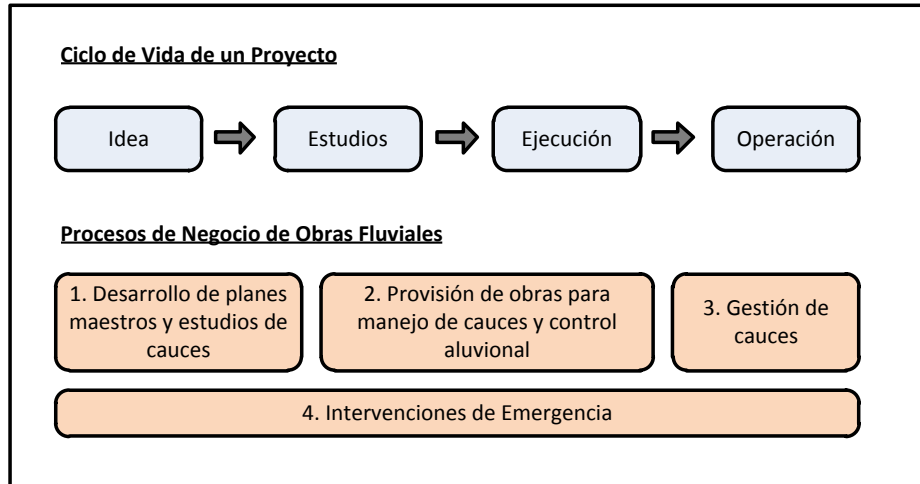 Ciclo de Vida de un Proyecto
Idea
Estudios
Ejecución
Operación
Procesos de Negocio de Obras Fluviales
1. Desarrollo de planes
maestros y estudios de
cauces
2. Provisión de obras para
manejo de cauces y control
aluvional
3. Gestión de
cauces
4. Intervenciones de Emergencia